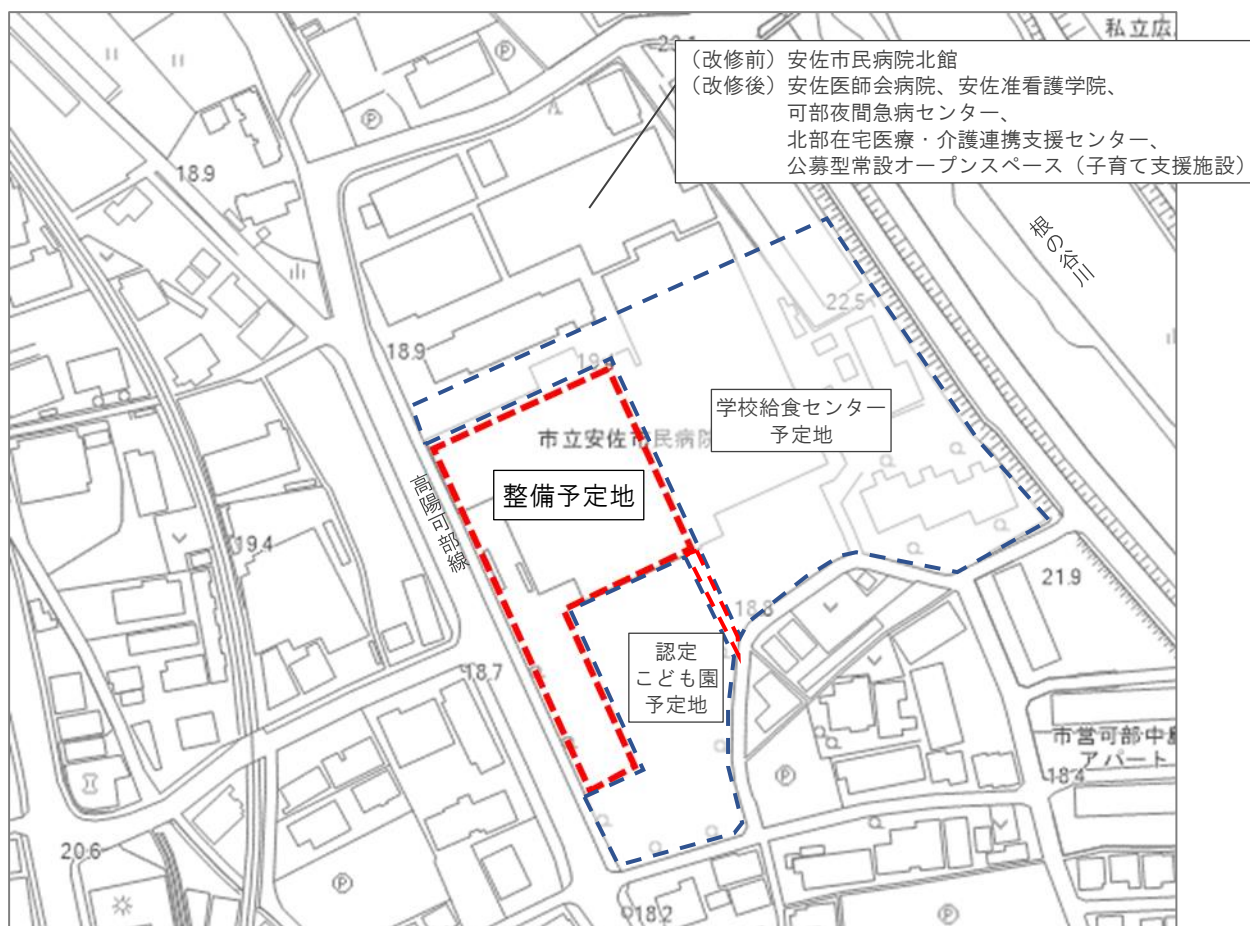 私立広
(改修前) 安佐市民病院北館
(改修後) 安佐医師会病院、安佐准看護学院、
可部夜間急病センター、
北部在宅医療・介護連携支援センター、
公募型常設オープンスペース（子育て支援施設）
18.9
根の谷川
22.5
18.9
学校給食センター
予定地
市立安佐市民病院
整備予定地
高陽可部線
19.4
21.9
18.8
認定
こども園
予定地
18.7
市営可部中
アパート
18.4
20.6
18.2